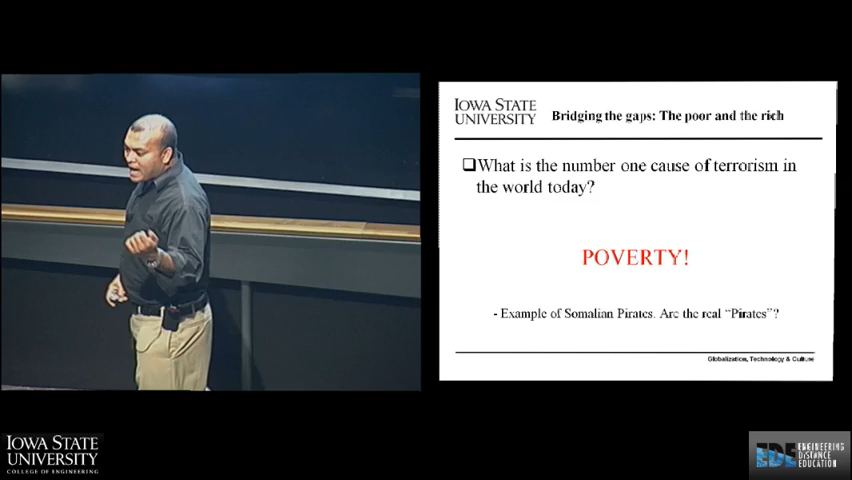 IOWA STATE
UNIVERSITY
Bridging the gaps: The poor and the rich
What is the number one cause of terrorism in
the world today?
POVERTY!
- Example of Somalian Pirates. Are the real “Pirates”?
Globalization, Technology & Culture
IOWA STATE
UNIVERSITY
COLLEGE OF ENGINEERING
EDE ENGINEERING
DISTANCE
EDUCATION